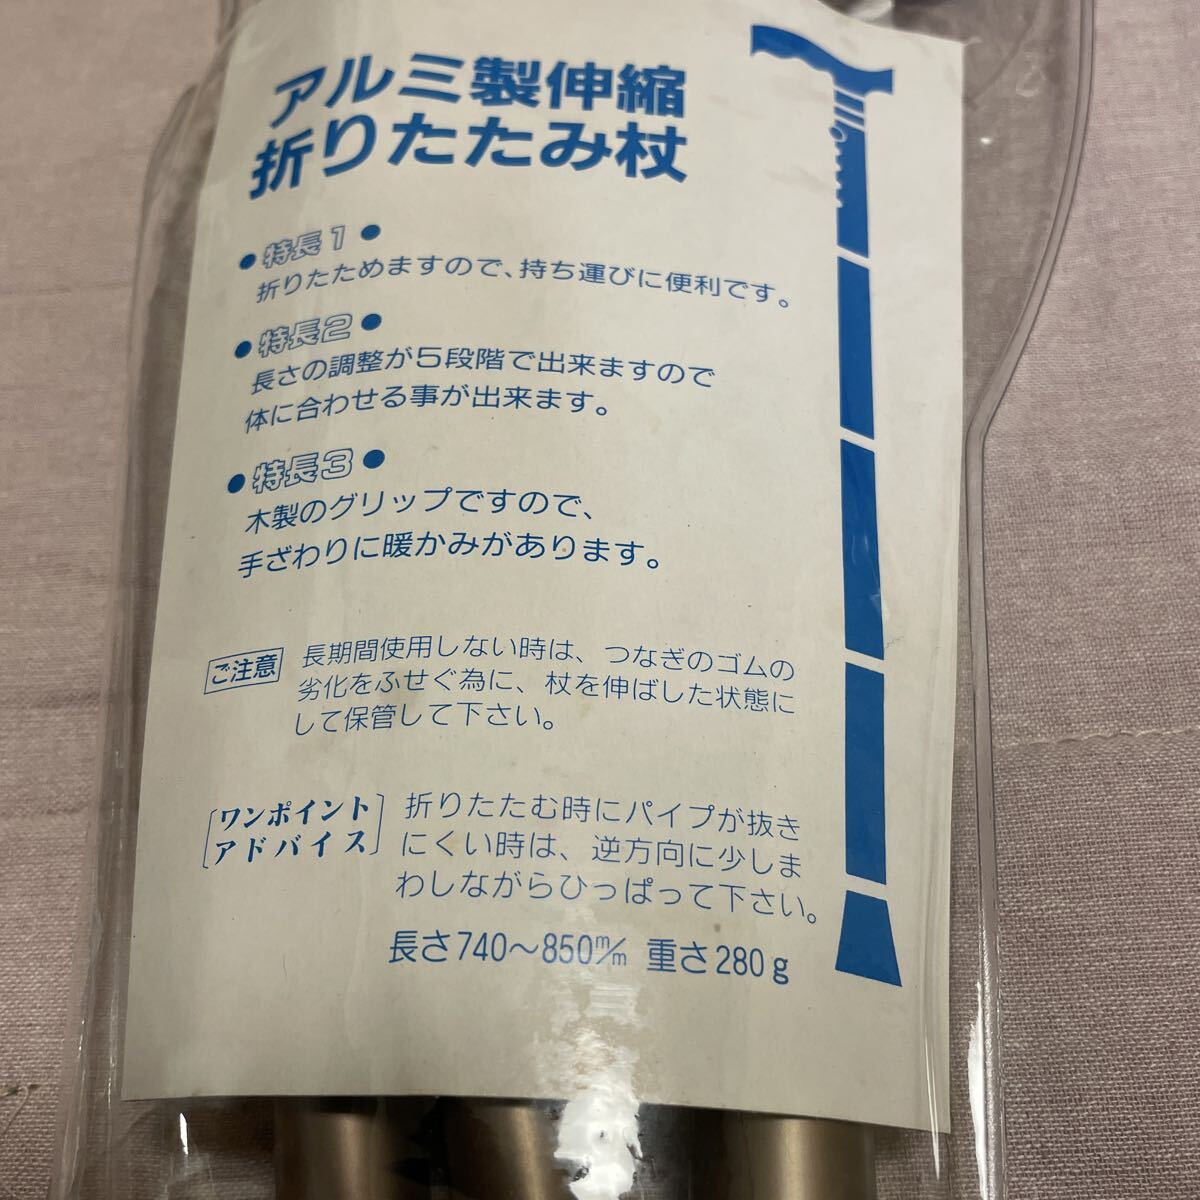 アルミ製伸縮
折りたたみ杖
●特長1●
折りたためますので、持ち運びに便利です。
●特長2●
長さの調整が5段階で出来ますので
体に合わせる事が出来ます。
●特長3●
木製のグリップですので、
手ざわりに暖かみがあります。
ご注意
長期間使用しない時は、つなぎのゴムの
劣化をふせぐ為に、杖を伸ばした状態に
して保管して下さい。
ワンポイント
アドバイス
折りたたむ時にパイプが抜き
にくい時は、逆方向に少しま
わしながらひっぱって下さい。
長さ740〜850m/m 重さ280g